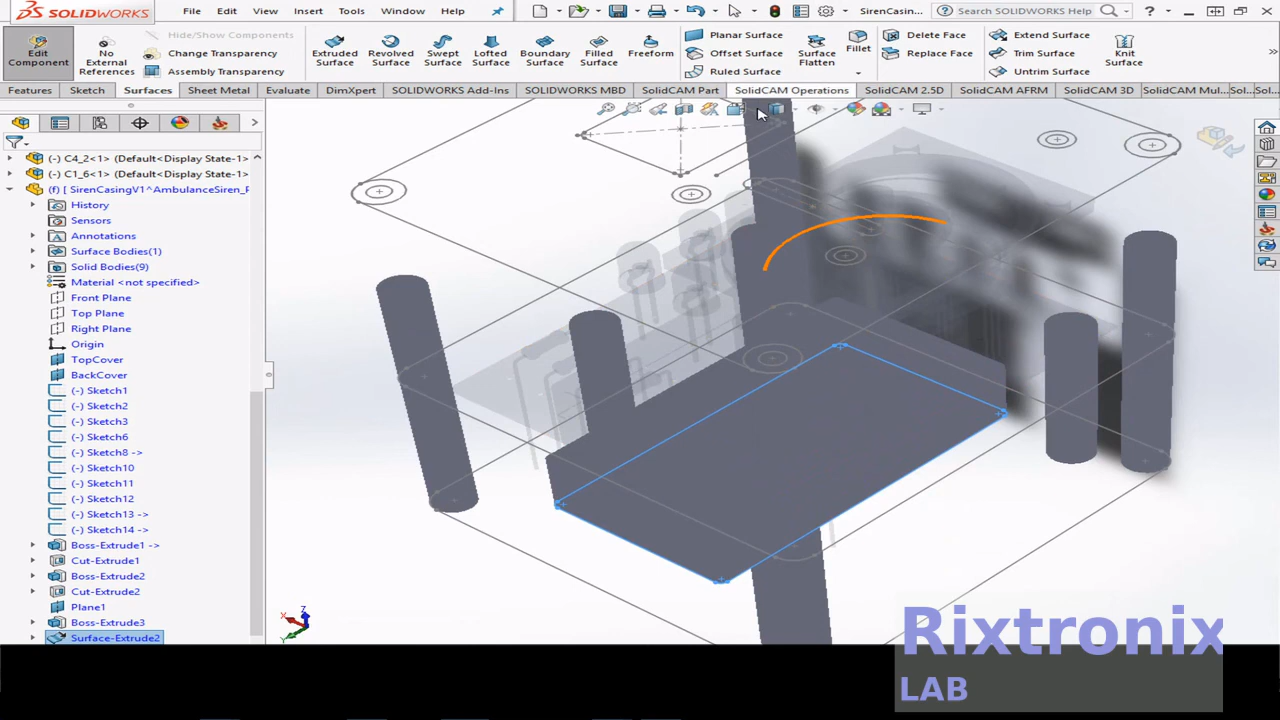 SOLIDWORKS File Edit View Insert Tools Window Help SirenCasin... Search SOLIDWORKS Help ?
Edit Component
No External References
Hide/Show Components
Change Transparency
Assembly Transparency
Extruded Surface
Revolved Surface
Swept Surface
Lofted Surface
Boundary Surface
Filled Surface
Freeform
Planar Surface
Offset Surface
Ruled Surface
Surface Flatten
Fillet
Delete Face
Replace Face
Extend Surface
Trim Surface
Untrim Surface
Knit Surface
Features Sketch Surfaces Sheet Metal Evaluate DimXpert SOLIDWORKS Add-Ins SOLIDWORKS MBD SolidCAM Part SolidCAM Operations SolidCAM 2.5D SolidCAM AFRM SolidCAM 3D SolidCAM Mul... Sol... Sol...
(-) C4_2<1> (Default<Display State-1>
(-) C1_6<1> (Default<Display State-1>
(f) [ SirenCasingV1^AmbulanceSiren_F
History
Sensors
Annotations
Surface Bodies(1)
Solid Bodies(9)
Material <not specified>
Front Plane
Top Plane
Right Plane
Origin
TopCover
BackCover
(-) Sketch1
(-) Sketch2
(-) Sketch3
(-) Sketch6
(-) Sketch8 ->
(-) Sketch10
(-) Sketch11
(-) Sketch12
(-) Sketch13 ->
(-) Sketch14 ->
Boss-Extrude1 ->
Cut-Extrude1
Boss-Extrude2
Cut-Extrude2
Plane1
Boss-Extrude3
Surface-Extrude2
X Y Z
Rixtronix
LAB